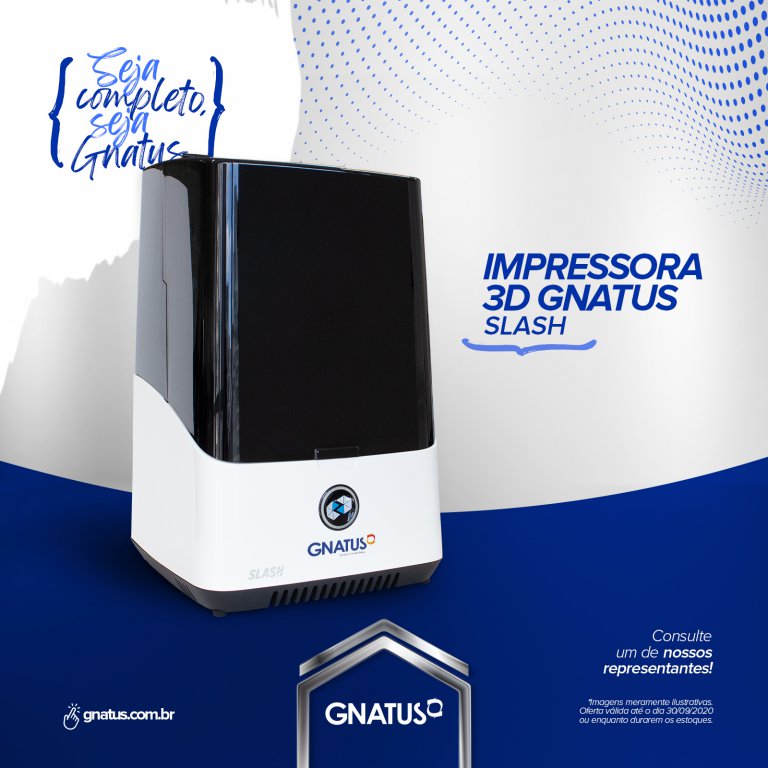 Seja
completo,
seja
Gnatus
IMPRESSORA
3D GNATUS
SLASH
GNATUS
SLASH
Consulte
um de nossos
representantes!
*Imagens meramente ilustrativas.
Oferta válida até o dia 30/09/2020
ou enquanto durarem os estoques.
gnatus.com.br
GNATUS